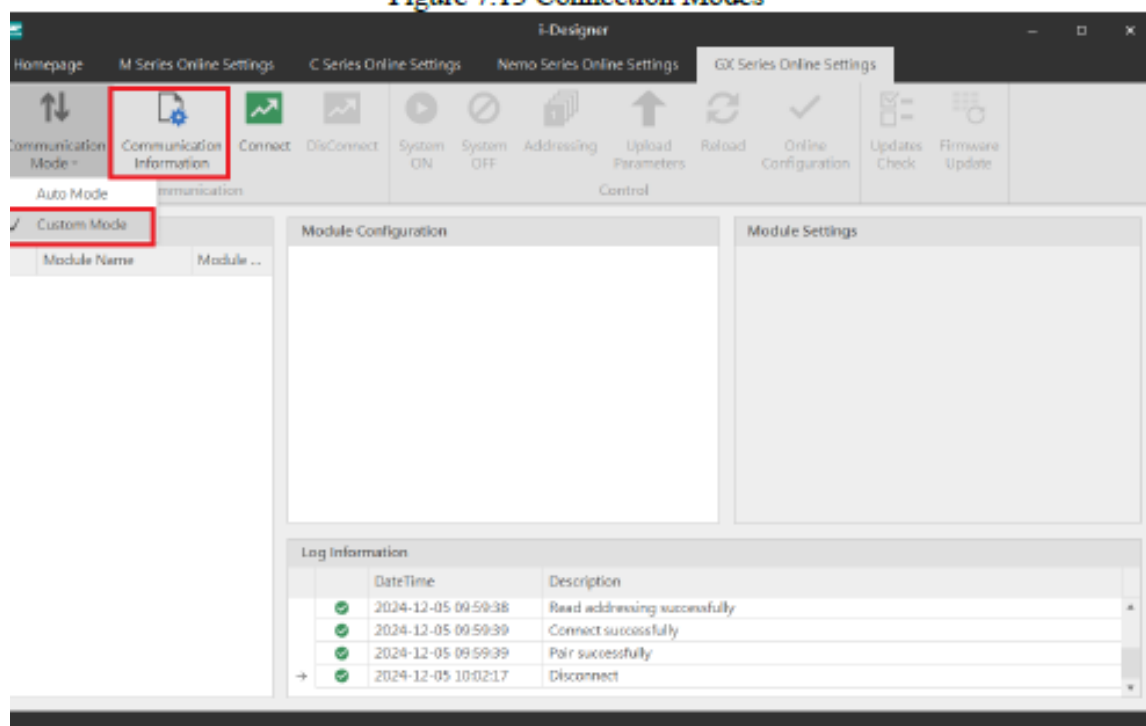 Figure 7.15 Connection Modes
i-Designer
Homepage M Series Online Settings C Series Online Settings Nemo Series Online Settings GX Series Online Settings
Communication Mode Communication Information Connect DisConnect System ON System OFF Addressing Upload Parameters Reload Online Configuration Updates Check Firmware Update
Auto Mode mmunication Control
Custom Mode Module Configuration Module Settings
Module Name Module ...
Log Information
DateTime Description
2024-12-05 09:59:38 Read addressing successfully
2024-12-05 09:59:39 Connect successfully
2024-12-05 09:59:39 Pair successfully
2024-12-05 10:02:17 Disconnect